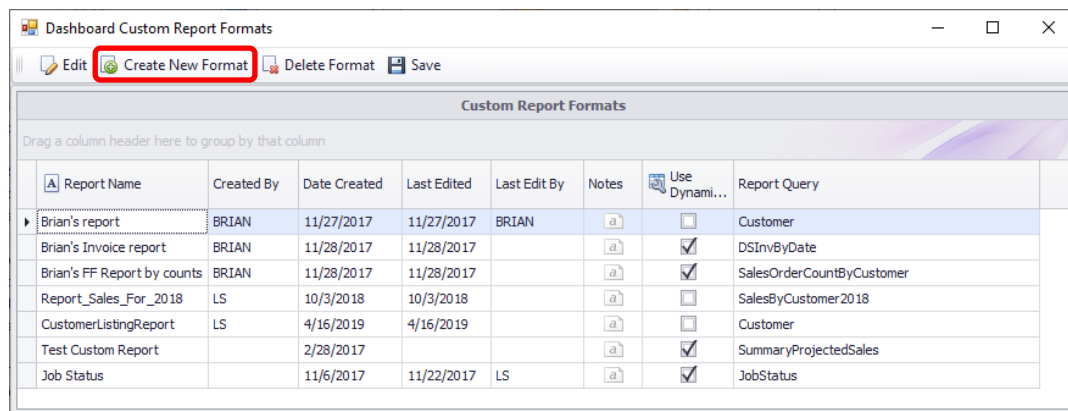 Dashboard Custom Report Formats
Edit Create New Format Delete Format Save
Custom Report Formats
Drag a column header here to group by that column
A Report Name Created By Date Created Last Edited Last Edit By Notes Use Dynami... Report Query
Brian's report BRIAN 11/27/2017 11/27/2017 BRIAN a Customer
Brian's Invoice report BRIAN 11/28/2017 11/28/2017 a DSInvByDate
Brian's FF Report by counts BRIAN 11/28/2017 11/28/2017 a SalesOrderCountByCustomer
Report_Sales_For_2018 LS 10/3/2018 10/3/2018 a SalesByCustomer2018
CustomerListingReport LS 4/16/2019 4/16/2019 a Customer
Test Custom Report 2/28/2017 a SummaryProjectedSales
Job Status 11/6/2017 11/22/2017 LS a JobStatus